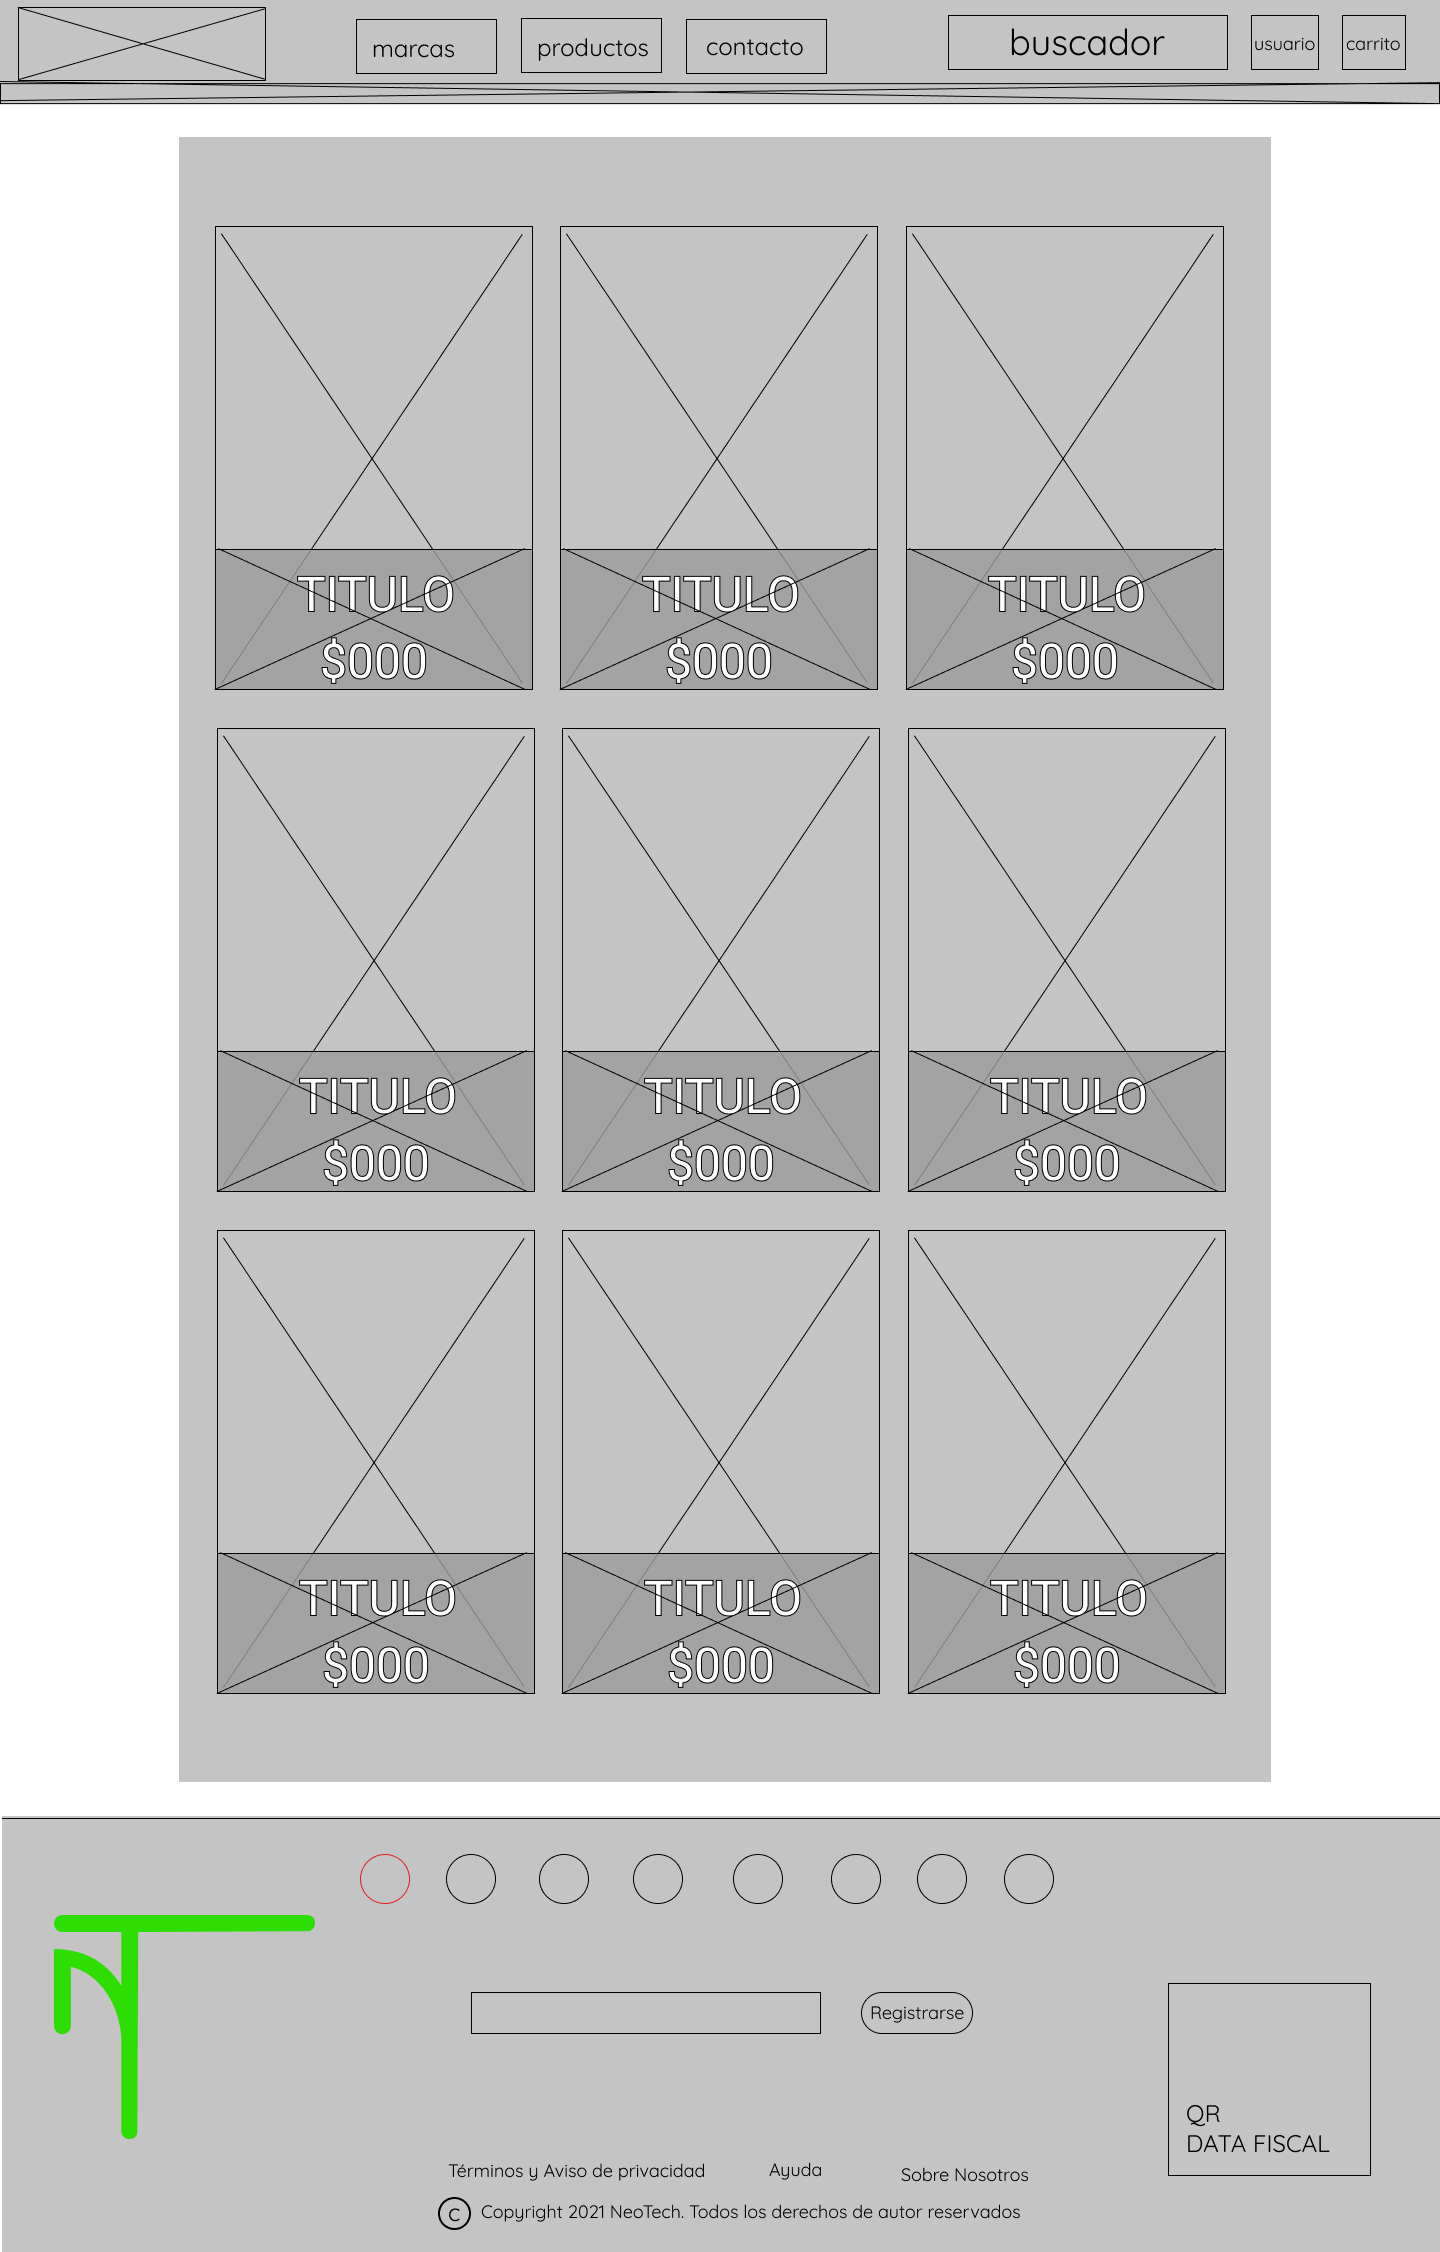 marcas
productos
contacto
buscador
usuario
carrito
TITULO
$000
TITULO
$000
TITULO
$000
TITULO
$000
TITULO
$000
TITULO
$000
TITULO
$000
TITULO
$000
TITULO
$000
Registrarse
QR
DATA FISCAL
Términos y Aviso de privacidad
Ayuda
Sobre Nosotros
C Copyright 2021 NeoTech. Todos los derechos de autor reservados